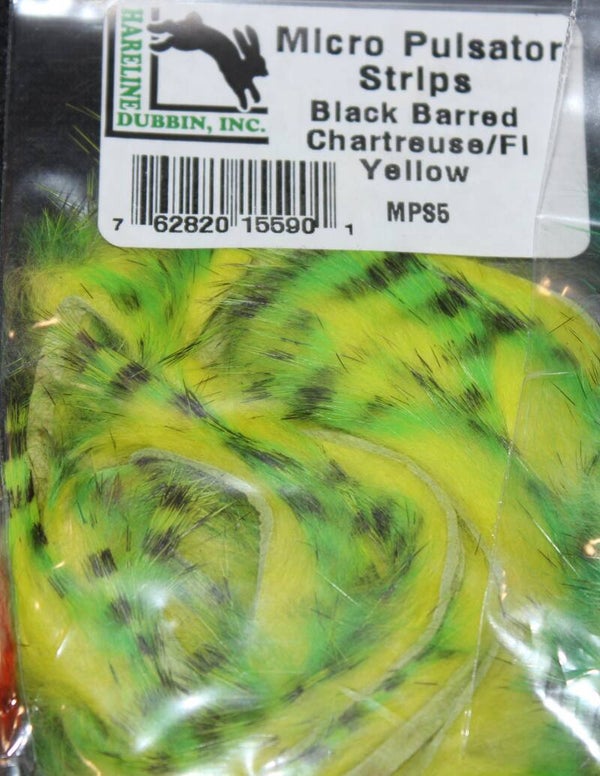 HARELINE
DUBBIN, INC.
Micro Pulsator
Strips
Black Barred
Chartreuse/Fl
Yellow
7 62820 15590 1
MPS5